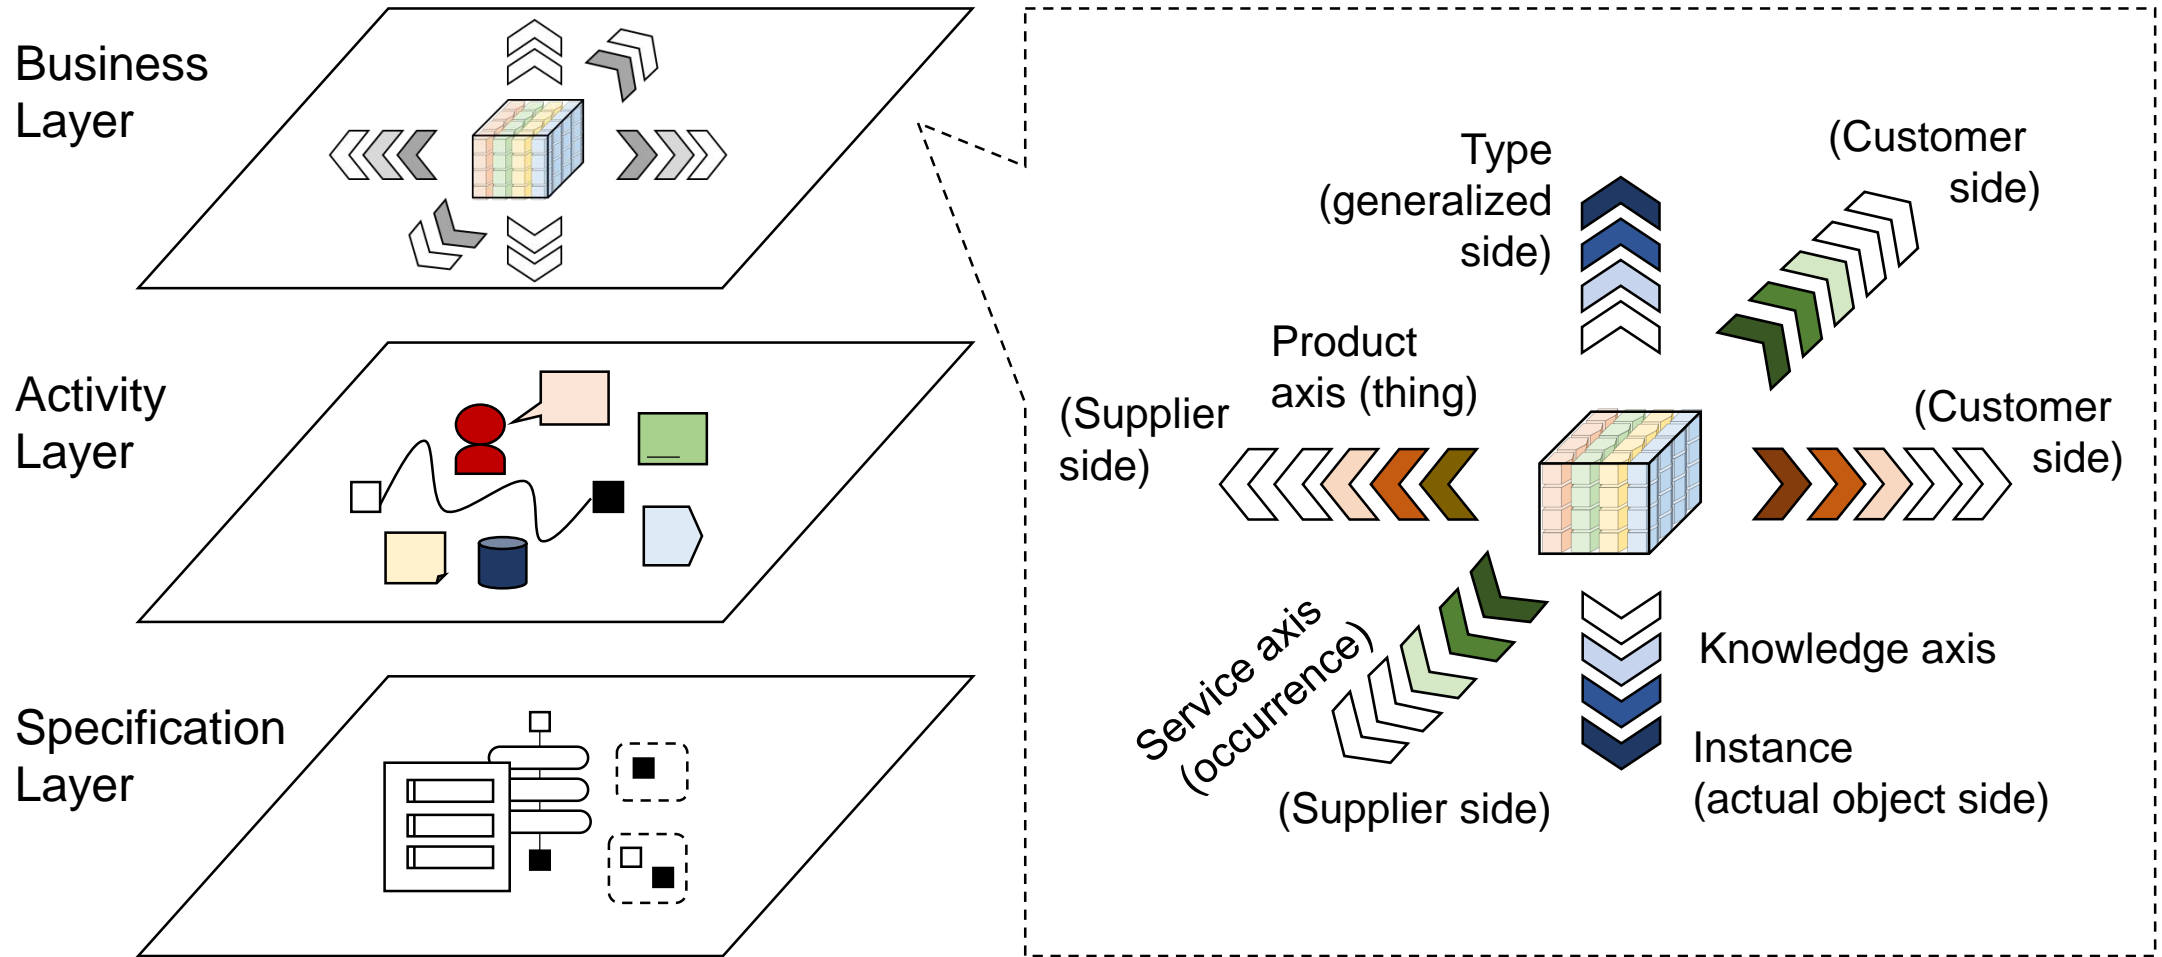 Business
Layer
Activity
Layer
Specification
Layer
Type
(generalized
side)
(Customer
side)
Product
axis (thing)
(Supplier
side)
(Customer
side)
Service axis
(occurrence)
(Supplier side)
Knowledge axis
Instance
(actual object side)